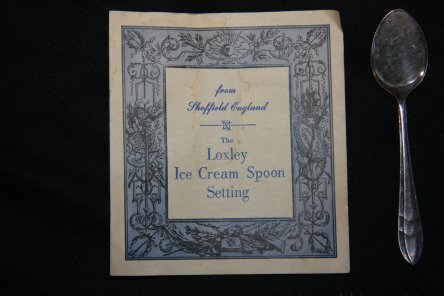 from
Sheffield England
The
Loxley
Ice Cream Spoon
Setting